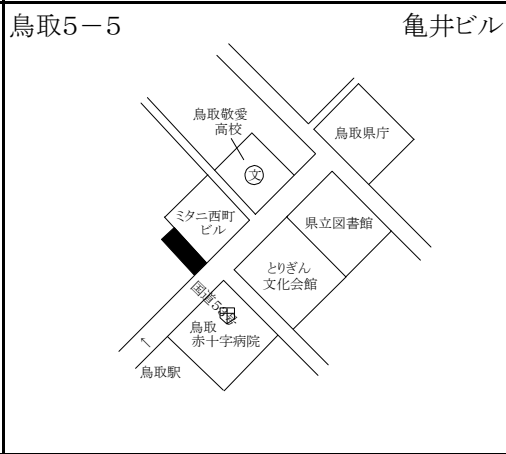 鳥取5−5
亀井ビル
鳥取敬愛
高校
鳥取県庁
文
ミタニ西町
ビル
県立図書館
とりぎん
文化会館
国道53号
鳥取
赤十字病院
←
鳥取駅